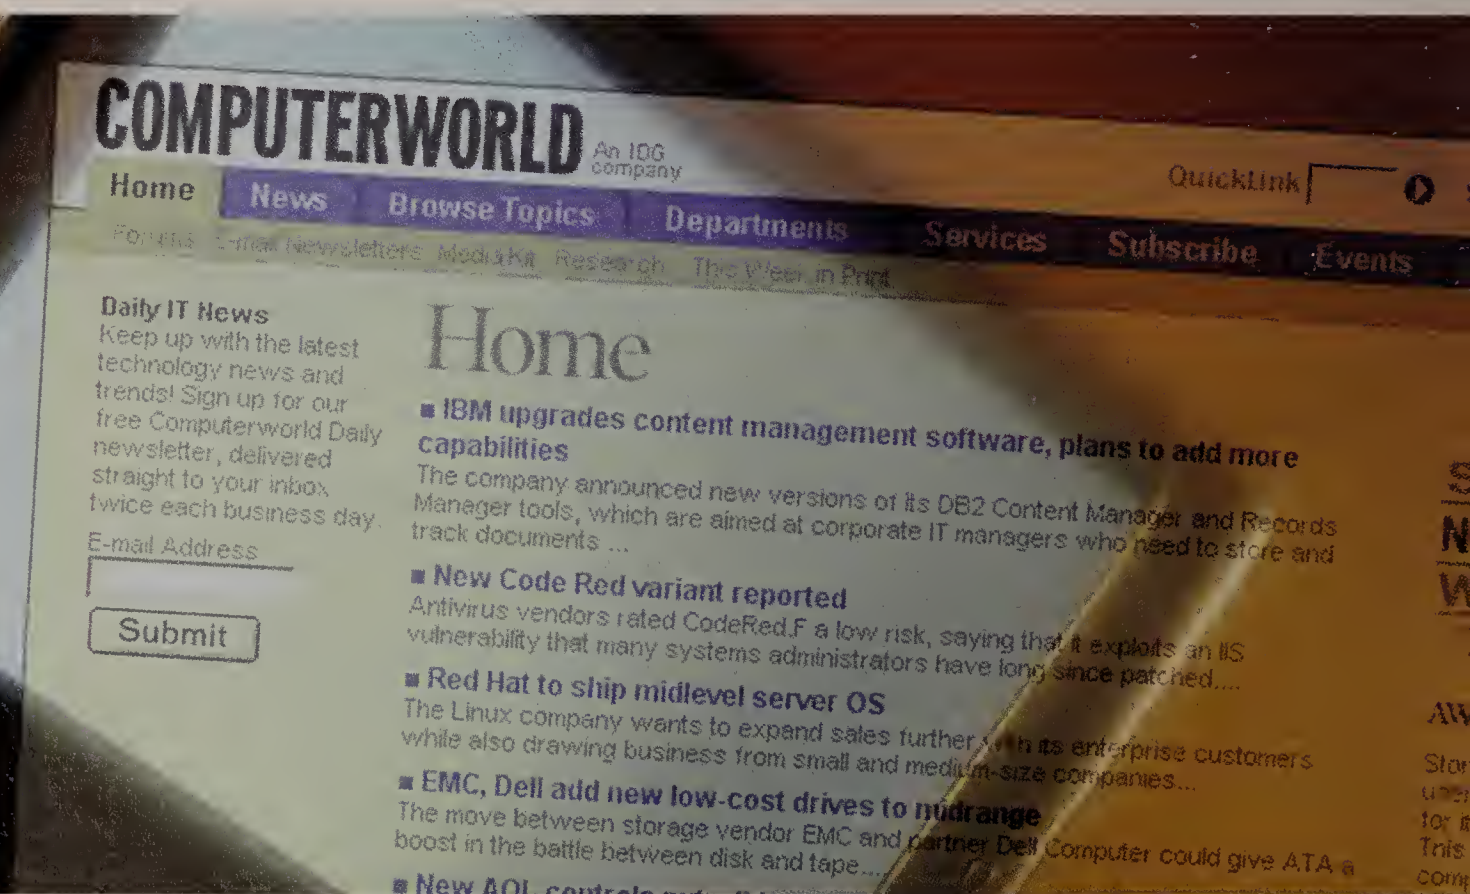 COMPUTERWORLD
An IDG
company
QuickLink
Home News Browse Topics Departments Services Subscribe Events
Forums E-mail Newsletters MediaKit Research This Week in Print
Daily IT News
Keep up with the latest
technology news and
trends! Sign up for our
free Computerworld Daily
newsletter, delivered
straight to your inbox
twice each business day.
E-mail Address
Submit
Home
■ IBM upgrades content management software, plans to add more
capabilities
The company announced new versions of its DB2 Content Manager and Records
Manager tools, which are aimed at corporate IT managers who need to store and
track documents ...
■ New Code Red variant reported
Antivirus vendors rated CodeRed.F a low risk, saying that it exploits an IIS
vulnerability that many systems administrators have long since patched....
■ Red Hat to ship midlevel server OS
The Linux company wants to expand sales further with its enterprise customers
while also drawing business from small and medium-size companies...
■ EMC, Dell add new low-cost drives to midrange
The move between storage vendor EMC and partner Dell Computer could give ATA a
boost in the battle between disk and tape....
■ New AOL controls
This